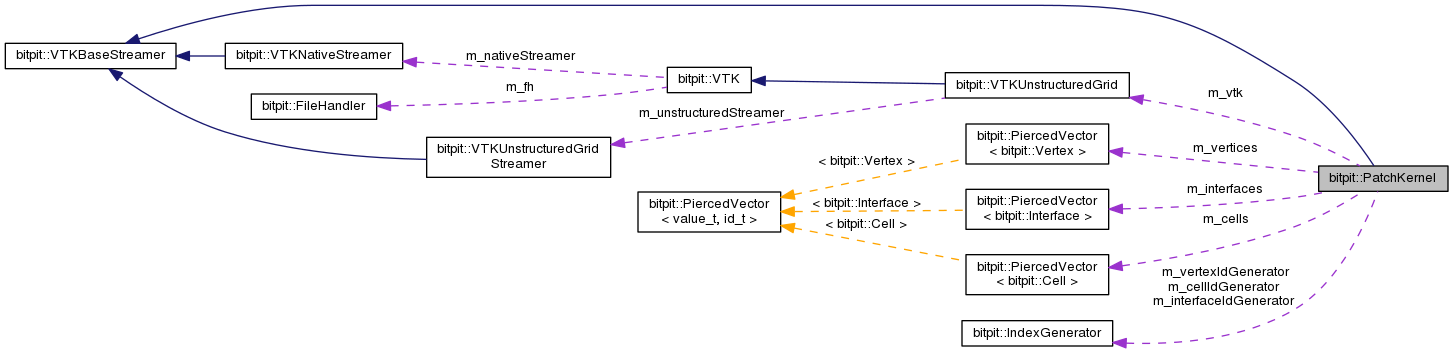 bitpit::VTKBaseStreamer
bitpit::VTKNativeStreamer
m_nativeStreamer
bitpit::VTK
m_fh
bitpit::FileHandler
bitpit::VTKUnstructuredGrid
m_vtk
m_unstructuredStreamer
bitpit::VTKUnstructuredGrid
Streamer
bitpit::PiercedVector
< bitpit::Vertex >
m_vertices
< bitpit::Vertex >
bitpit::PatchKernel
bitpit::PiercedVector
< value_t, id_t >
< bitpit::Interface >
bitpit::PiercedVector
< bitpit::Interface >
m_interfaces
< bitpit::Cell >
m_cells
bitpit::PiercedVector
< bitpit::Cell >
m_vertexIdGenerator
m_cellIdGenerator
m_interfaceIdGenerator
bitpit::IndexGenerator